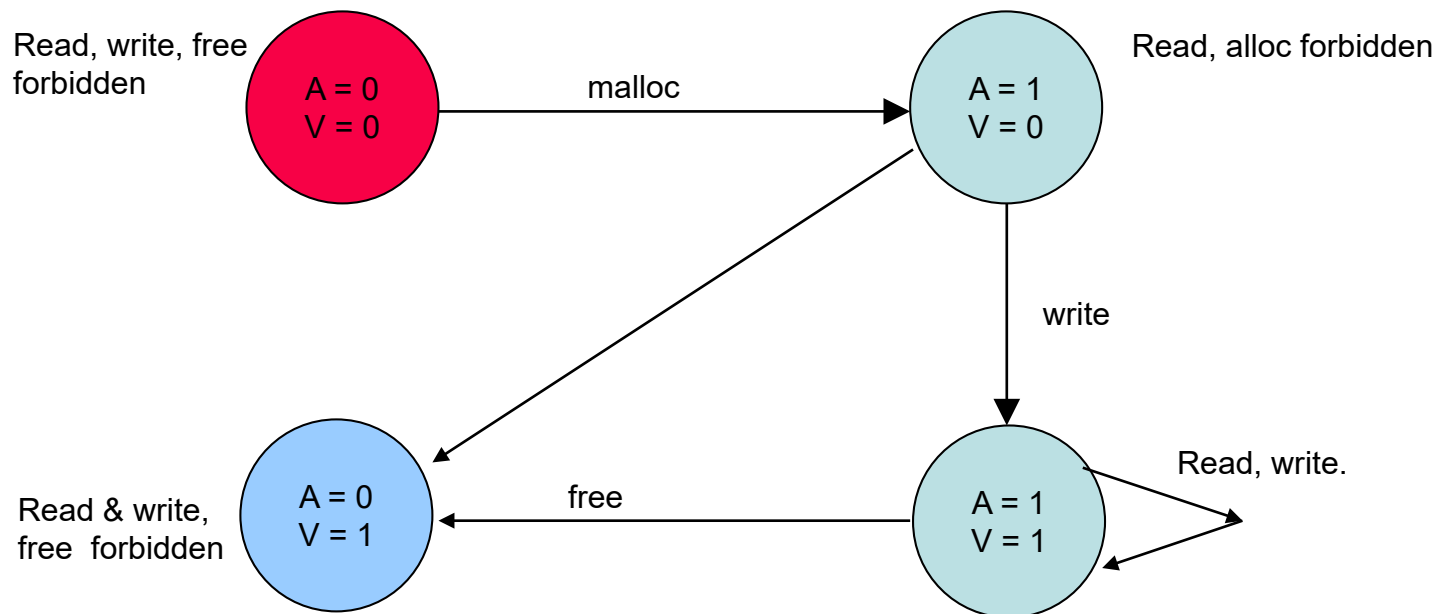 Read, write, free
forbidden
A = 0
V = 0
malloc
A = 1
V = 0
Read, alloc forbidden
write
Read & write,
free  forbidden
A = 0
V = 1
free
A = 1
V = 1
Read, write.